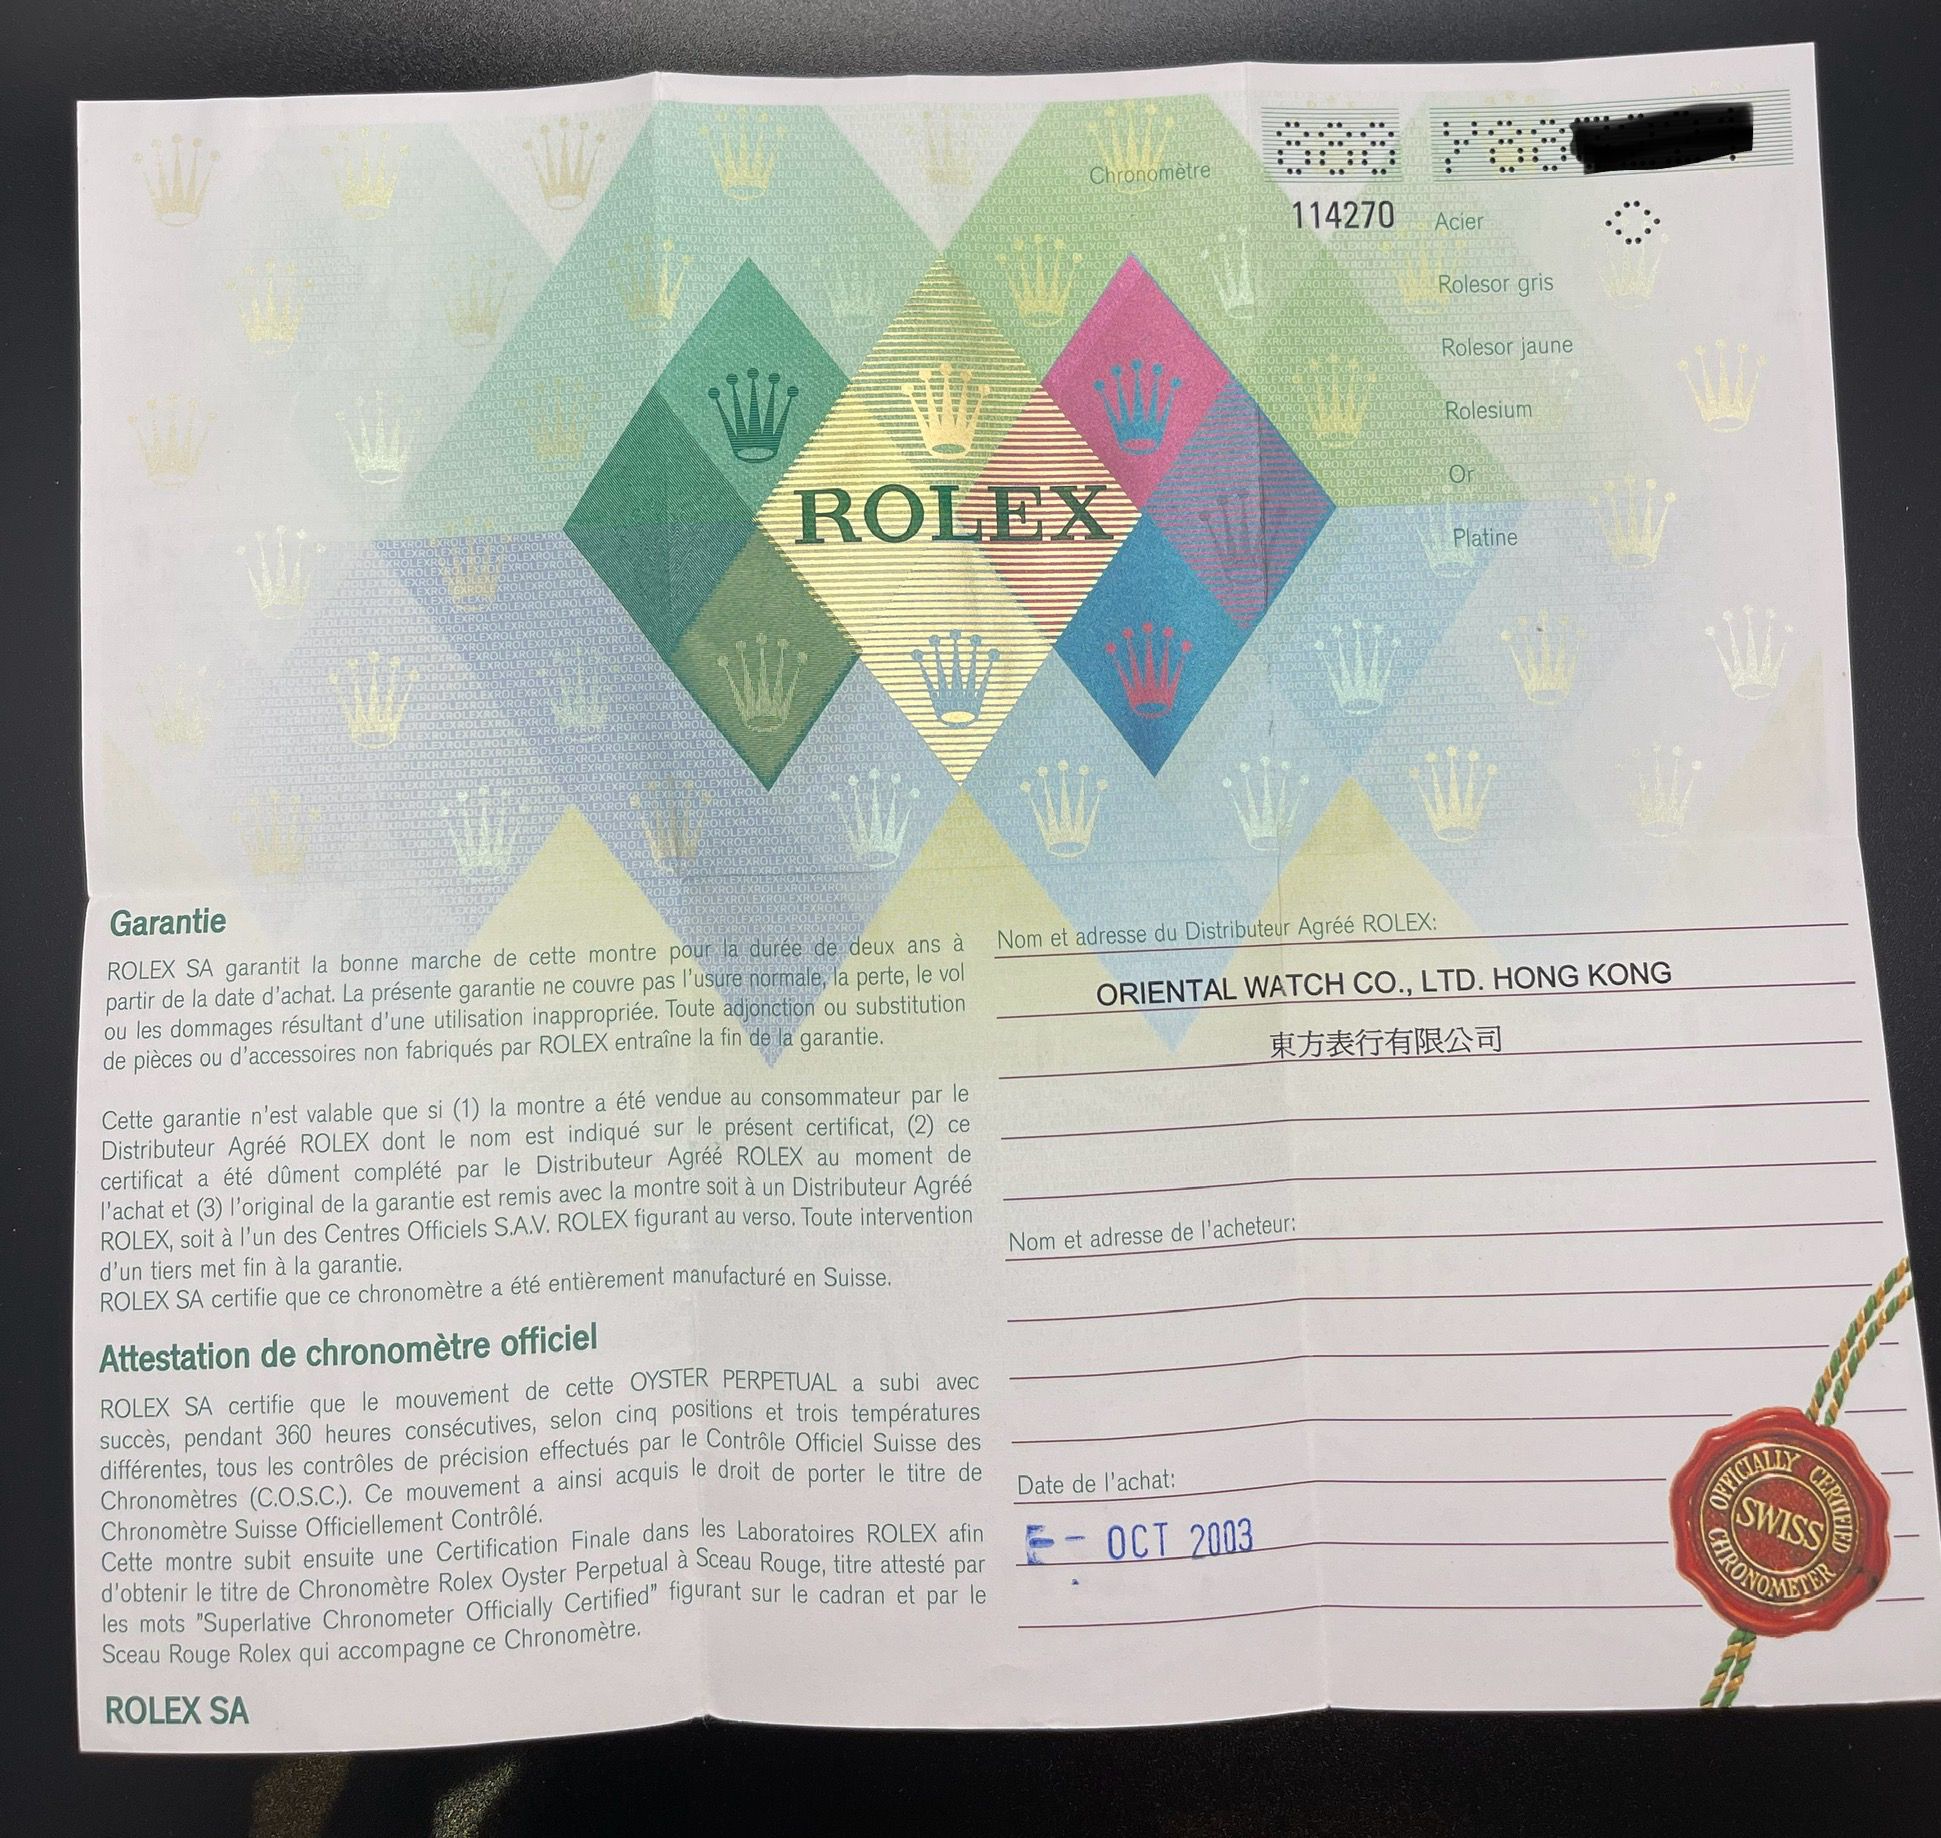 Chronomètre
888 Y88
114270 Acier
Rolesor gris
Rolesor jaune
Rolesium
Or
Platine
ROLEX
Garantie
ROLEX SA garantit la bonne marche de cette montre pour la durée de deux ans à
partir de la date d'achat. La présente garantie ne couvre pas l'usure normale, la perte, le vol
ou les dommages résultant d'une utilisation inappropriée. Toute adjonction ou substitution
de pièces ou d'accessoires non fabriqués par ROLEX entraîne la fin de la garantie.
Cette garantie n'est valable que si (1) la montre a été vendue au consommateur par le
Distributeur Agréé ROLEX dont le nom est indiqué sur le présent certificat, (2) ce
certificat a été dûment complété par le Distributeur Agréé ROLEX au moment de
l'achat et (3) l'original de la garantie est remis avec la montre soit à un Distributeur Agréé
ROLEX, soit à l'un des Centres Officiels S.A.V. ROLEX figurant au verso. Toute intervention
d'un tiers met fin à la garantie.
ROLEX SA certifie que ce chronomètre a été entièrement manufacturé en Suisse.
Attestation de chronomètre officiel
ROLEX SA certifie que le mouvement de cette OYSTER PERPETUAL a subi avec
succès, pendant 360 heures consécutives, selon cinq positions et trois températures
différentes, tous les contrôles de précision effectués par le Contrôle Officiel Suisse des
Chronomètres (C.O.S.C.). Ce mouvement a ainsi acquis le droit de porter le titre de
Chronomètre Suisse Officiellement Contrôlé.
Cette montre subit ensuite une Certification Finale dans les Laboratoires ROLEX afin
d'obtenir le titre de Chronomètre Rolex Oyster Perpetual à Sceau Rouge, titre attesté par
les mots "Superlative Chronometer Officially Certified" figurant sur le cadran et par le
Sceau Rouge Rolex qui accompagne ce Chronomètre.
ROLEX SA
Nom et adresse du Distributeur Agréé ROLEX:
ORIENTAL WATCH CO., LTD. HONG KONG
東方表行有限公司
Nom et adresse de l'acheteur:
Date de l'achat:
OCT 2003
OFFICIALLY CERTIFIED
SWISS
CHRONOMETER